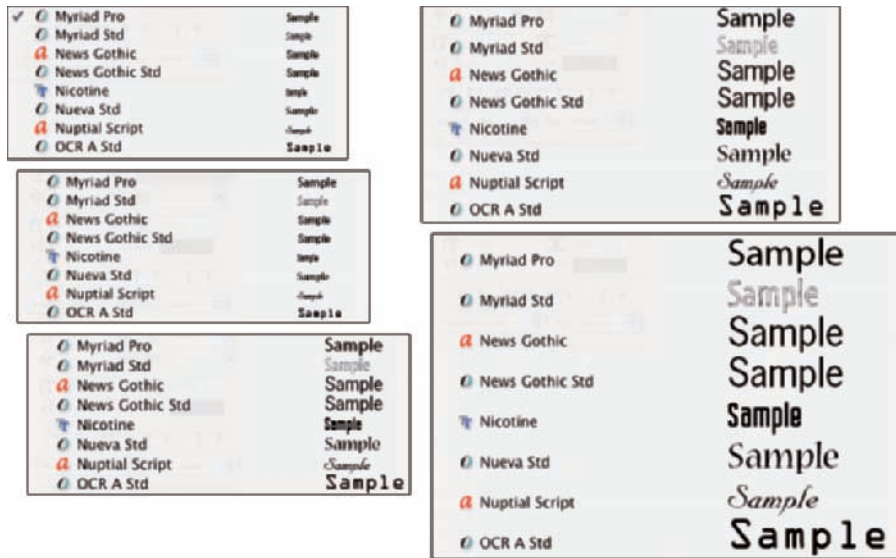 Myriad Pro Sample
Myriad Std Sample
News Gothic Sample
News Gothic Std Sample
Nicotine Sample
Nueva Std Sample
Nuptial Script Sample
OCR A Std Sample
Myriad Pro Sample
Myriad Std Sample
News Gothic Sample
News Gothic Std Sample
Nicotine Sample
Nueva Std Sample
Nuptial Script Sample
OCR A Std Sample
Myriad Pro Sample
Myriad Std Sample
News Gothic Sample
News Gothic Std Sample
Nicotine Sample
Nueva Std Sample
Nuptial Script Sample
OCR A Std Sample
Myriad Pro Sample
Myriad Std Sample
News Gothic Sample
News Gothic Std Sample
Nicotine Sample
Nueva Std Sample
Nuptial Script Sample
OCR A Std Sample
Myriad Pro Sample
Myriad Std Sample
News Gothic Sample
News Gothic Std Sample
Nicotine Sample
Nueva Std Sample
Nuptial Script Sample
OCR A Std Sample